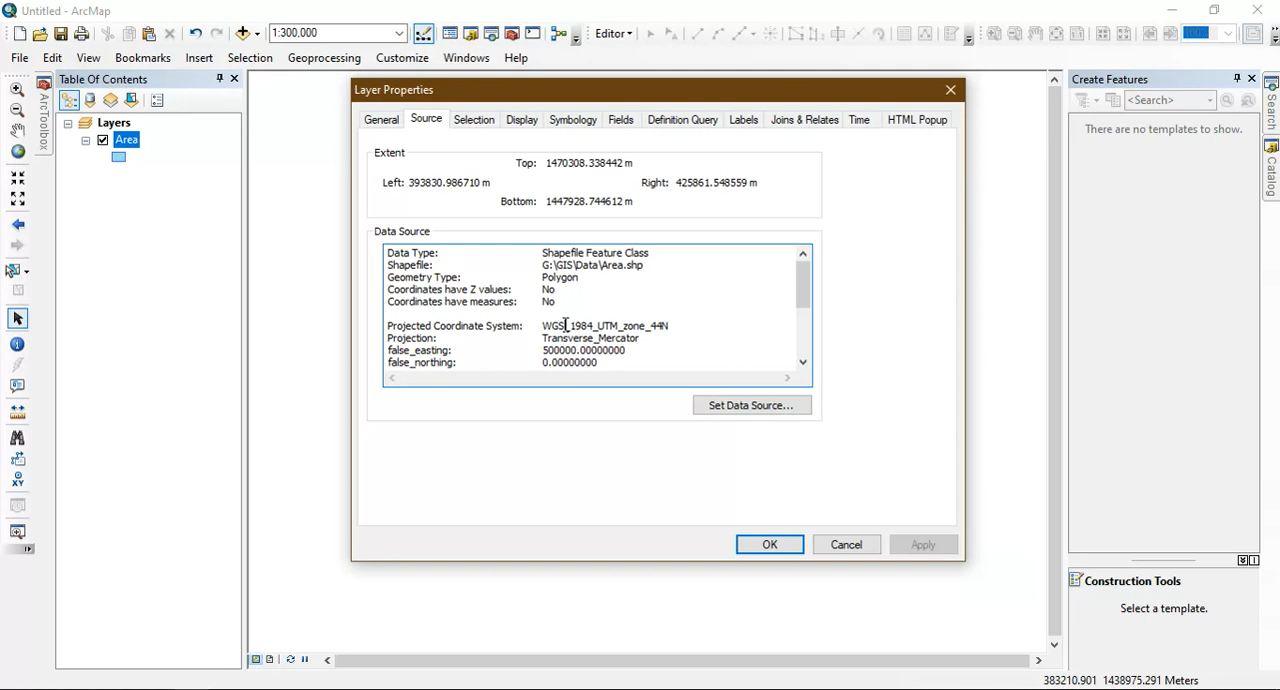 Untitled - ArcMap
1:300,000
Editor
File Edit View Bookmarks Insert Selection Geoprocessing Customize Windows Help
Table Of Contents
Layers
Area
ArcToolbox
Layer Properties
General Source Selection Display Symbology Fields Definition Query Labels Joins & Relates Time HTML Popup
Extent
Top: 1470308.338442 m
Left: 393830.986710 m Right: 425861.548559 m
Bottom: 1447928.744612 m
Data Source
Data Type: Shapefile Feature Class
Shapefile: G:\GIS\Data\Area.shp
Geometry Type: Polygon
Coordinates have Z values: No
Coordinates have measures: No
Projected Coordinate System: WGS_1984_UTM_zone_44N
Projection: Transverse_Mercator
false_easting: 500000.00000000
false_northing: 0.00000000
Set Data Source...
OK Cancel Apply
Create Features
<Search>
There are no templates to show.
Construction Tools
Select a template.
Search
Catalog
XY
383210.901 1438975.291 Meters